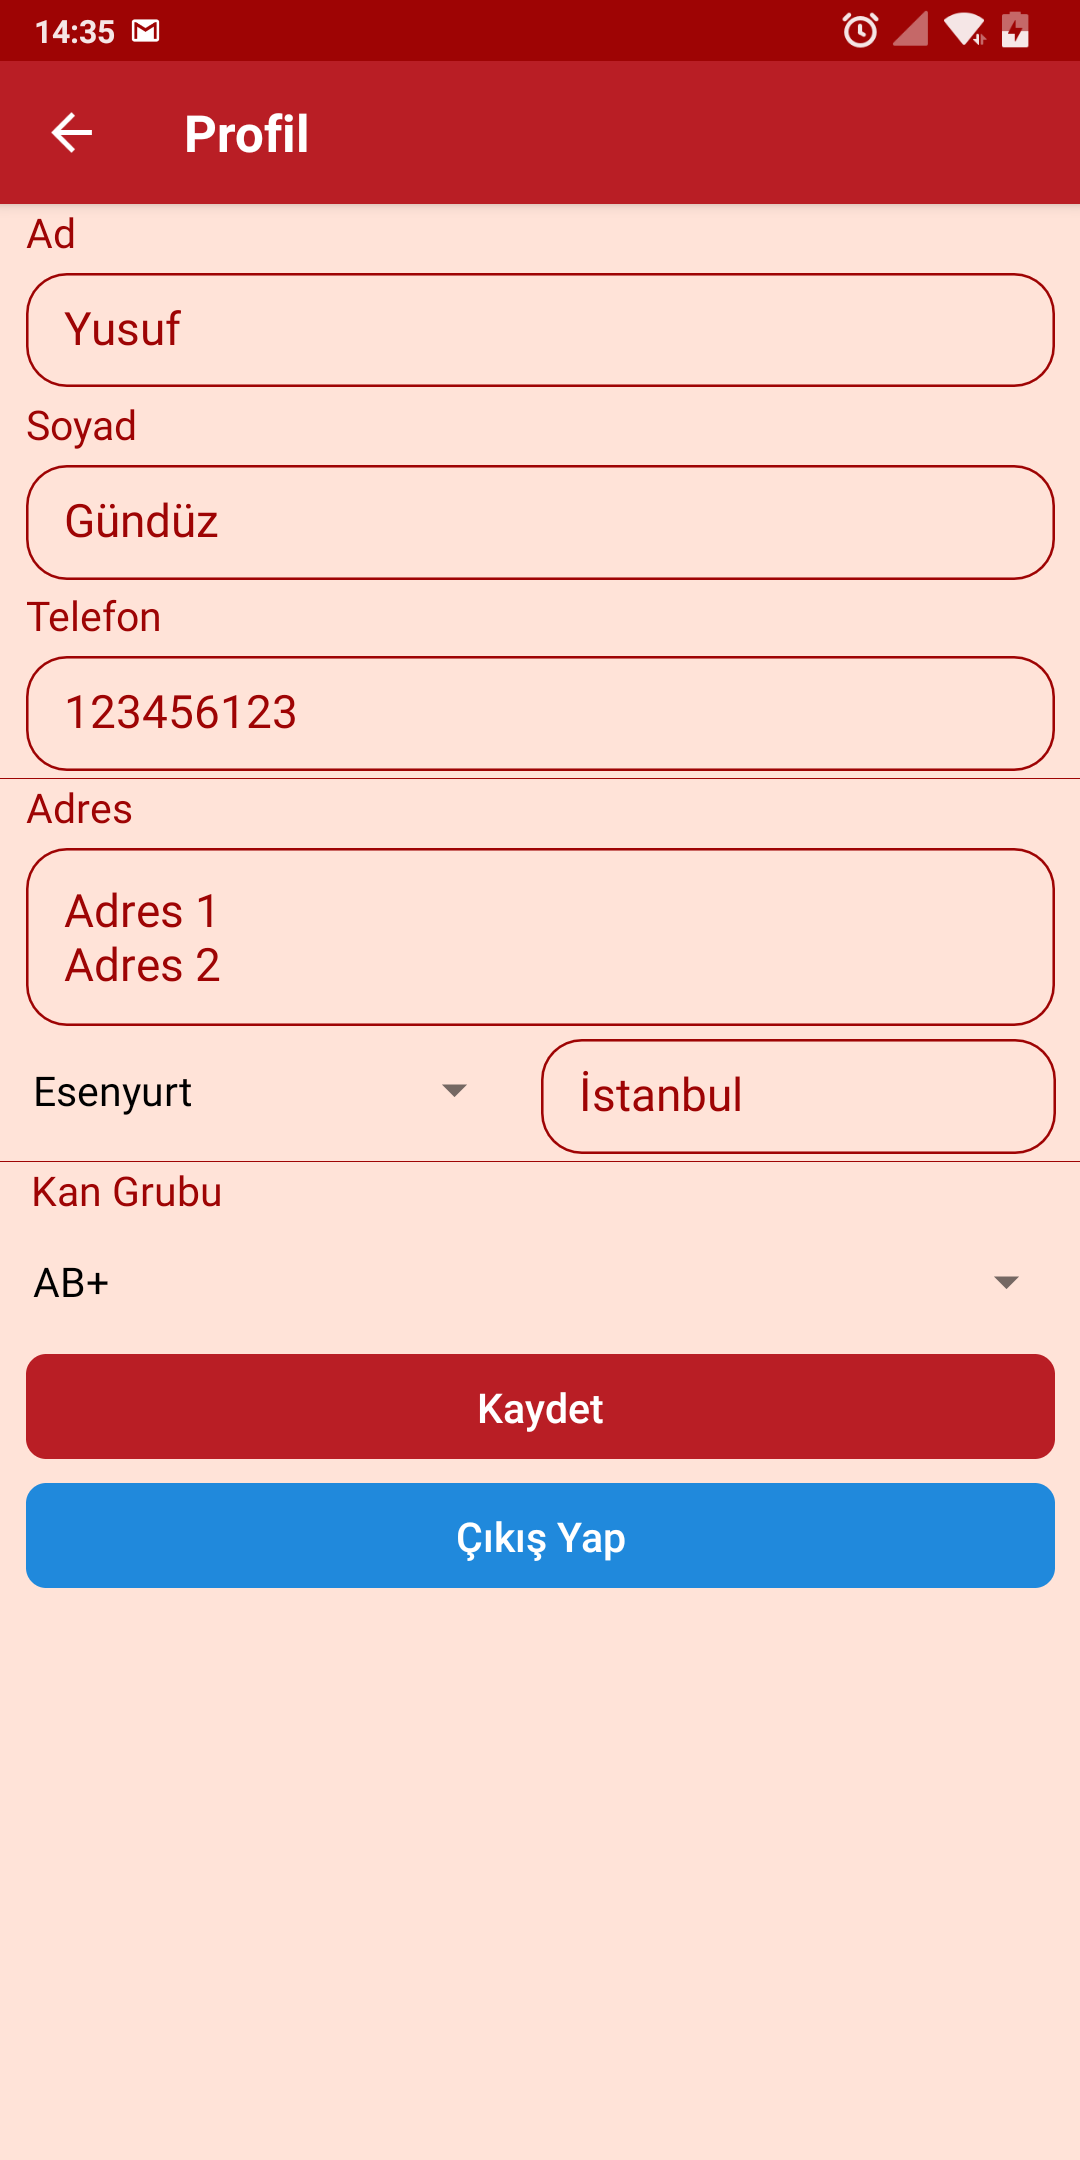 14:35
Profil
Ad
Yusuf
Soyad
Gündüz
Telefon
123456123
Adres
Adres 1
Adres 2
Esenyurt
İstanbul
Kan Grubu
AB+
Kaydet
Çıkış Yap